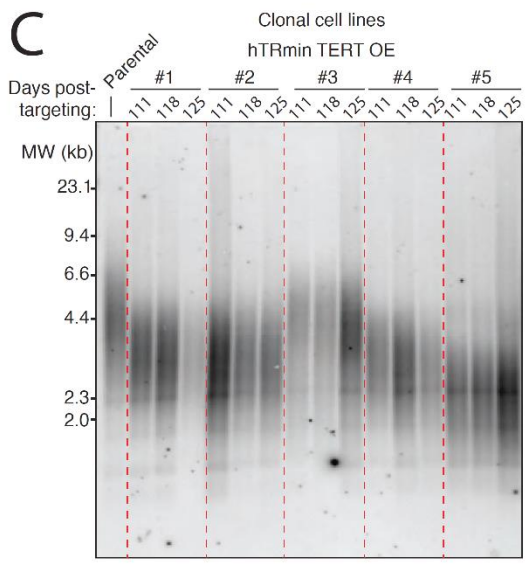 C
Clonal cell lines
hTRmin TERT OE
Parental
#1 #2 #3 #4 #5
Days post-
targeting: 111 118 125 111 118 125 111 118 125 111 118 125 111 118 125
MW (kb)
23.1
9.4
6.6
4.4
2.3
2.0